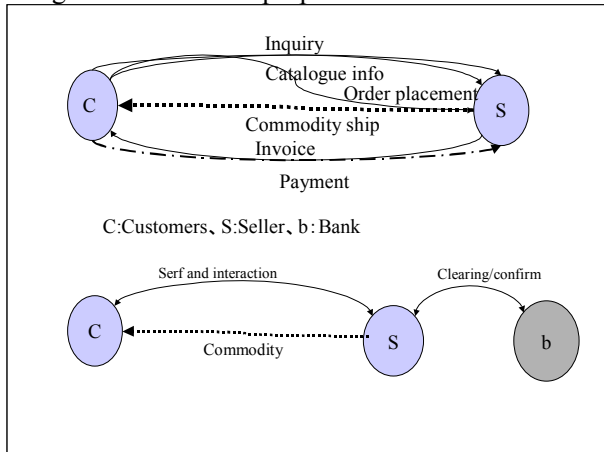 Inquiry
Catalogue info
Order placement
C
S
Commodity ship
Invoice
Payment
C:Customers、S:Seller、b：Bank
Serf and interaction
Clearing/confirm
C
S
b
Commodity